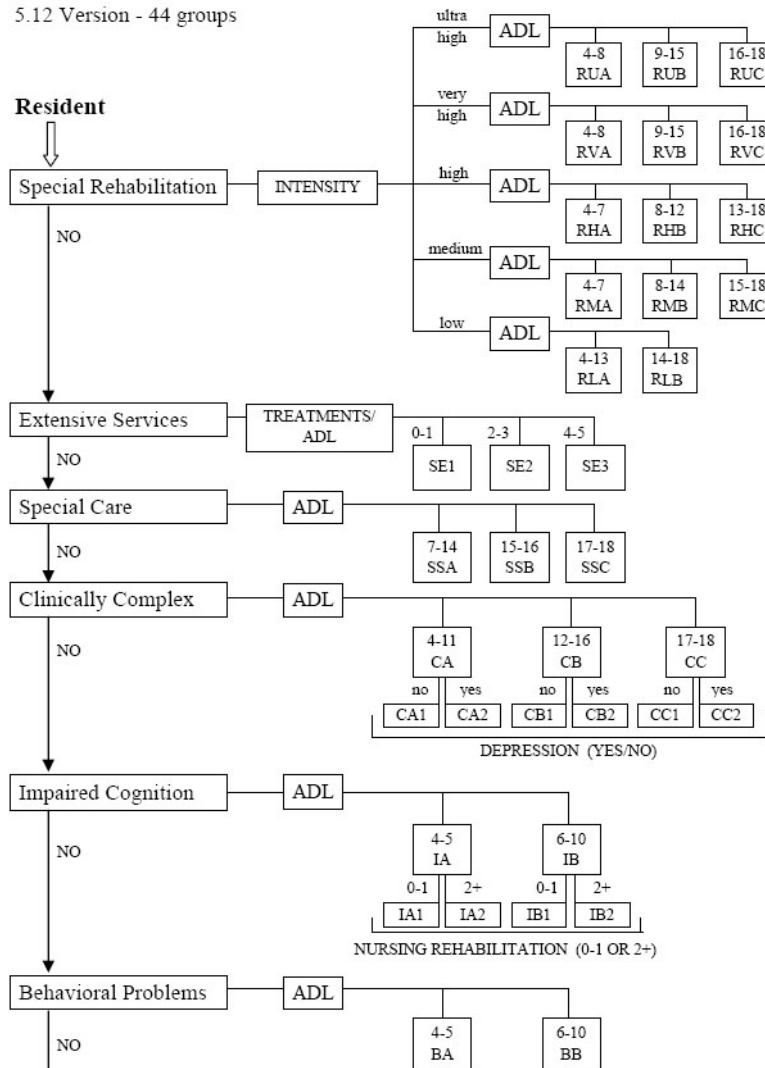 5.12 Version - 44 groups
Resident
Special Rehabilitation
INTENSITY
ultra
high
ADL
4-8
RUA
9-15
RUB
16-18
RUC
very
high
ADL
4-8
RVA
9-15
RVB
16-18
RVC
high
ADL
4-7
RHA
8-12
RHB
13-18
RHC
medium
ADL
4-7
RMA
8-14
RMB
15-18
RMC
low
ADL
4-13
RLA
14-18
RLB
NO
Extensive Services
TREATMENTS/
ADL
0-1
SE1
2-3
SE2
4-5
SE3
NO
Special Care
ADL
7-14
SSA
15-16
SSB
17-18
SSC
NO
Clinically Complex
ADL
4-11
CA
12-16
CB
17-18
CC
no yes no yes no yes
CA1 CA2 CB1 CB2 CC1 CC2
DEPRESSION (YES/NO)
NO
Impaired Cognition
ADL
4-5
IA
6-10
IB
0-1 2+ 0-1 2+
IA1 IA2 IB1 IB2
NURSING REHABILITATION (0-1 OR 2+)
NO
Behavioral Problems
ADL
4-5
BA
6-10
BB
NO